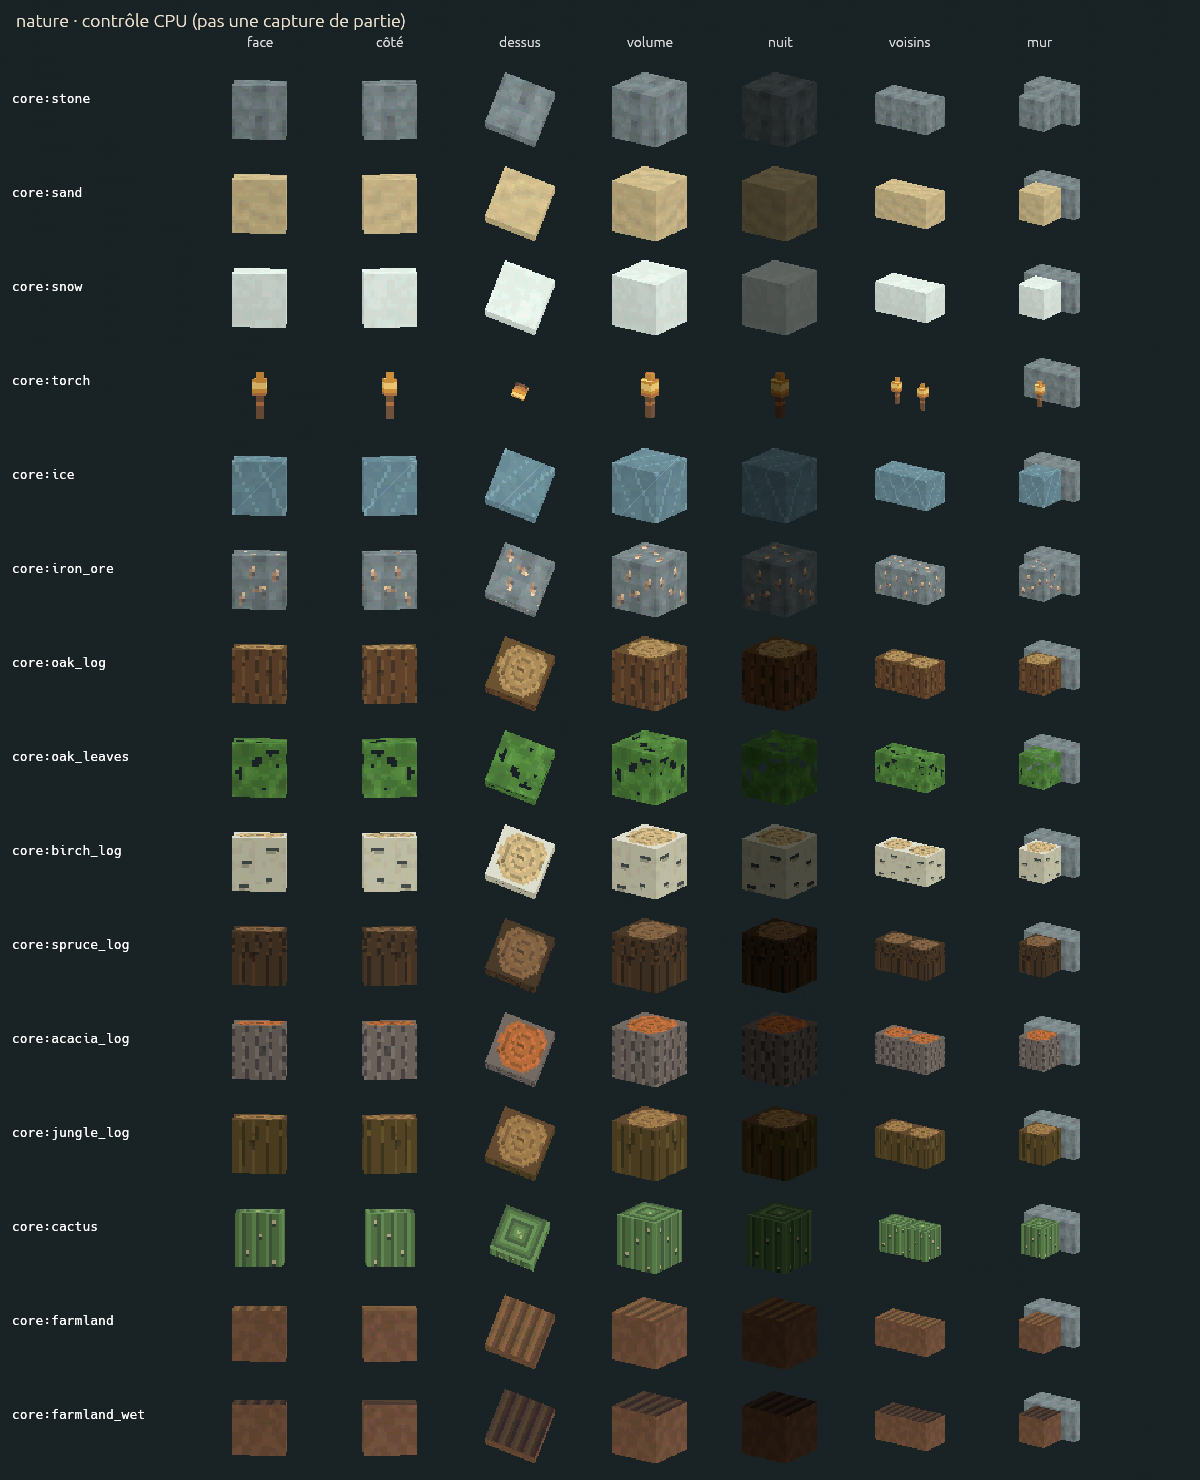 nature · contrôle CPU (pas une capture de partie)
face côté dessus volume nuit voisins mur
core:stone
core:sand
core:snow
core:torch
core:ice
core:iron_ore
core:oak_log
core:oak_leaves
core:birch_log
core:spruce_log
core:acacia_log
core:jungle_log
core:cactus
core:farmland
core:farmland_wet